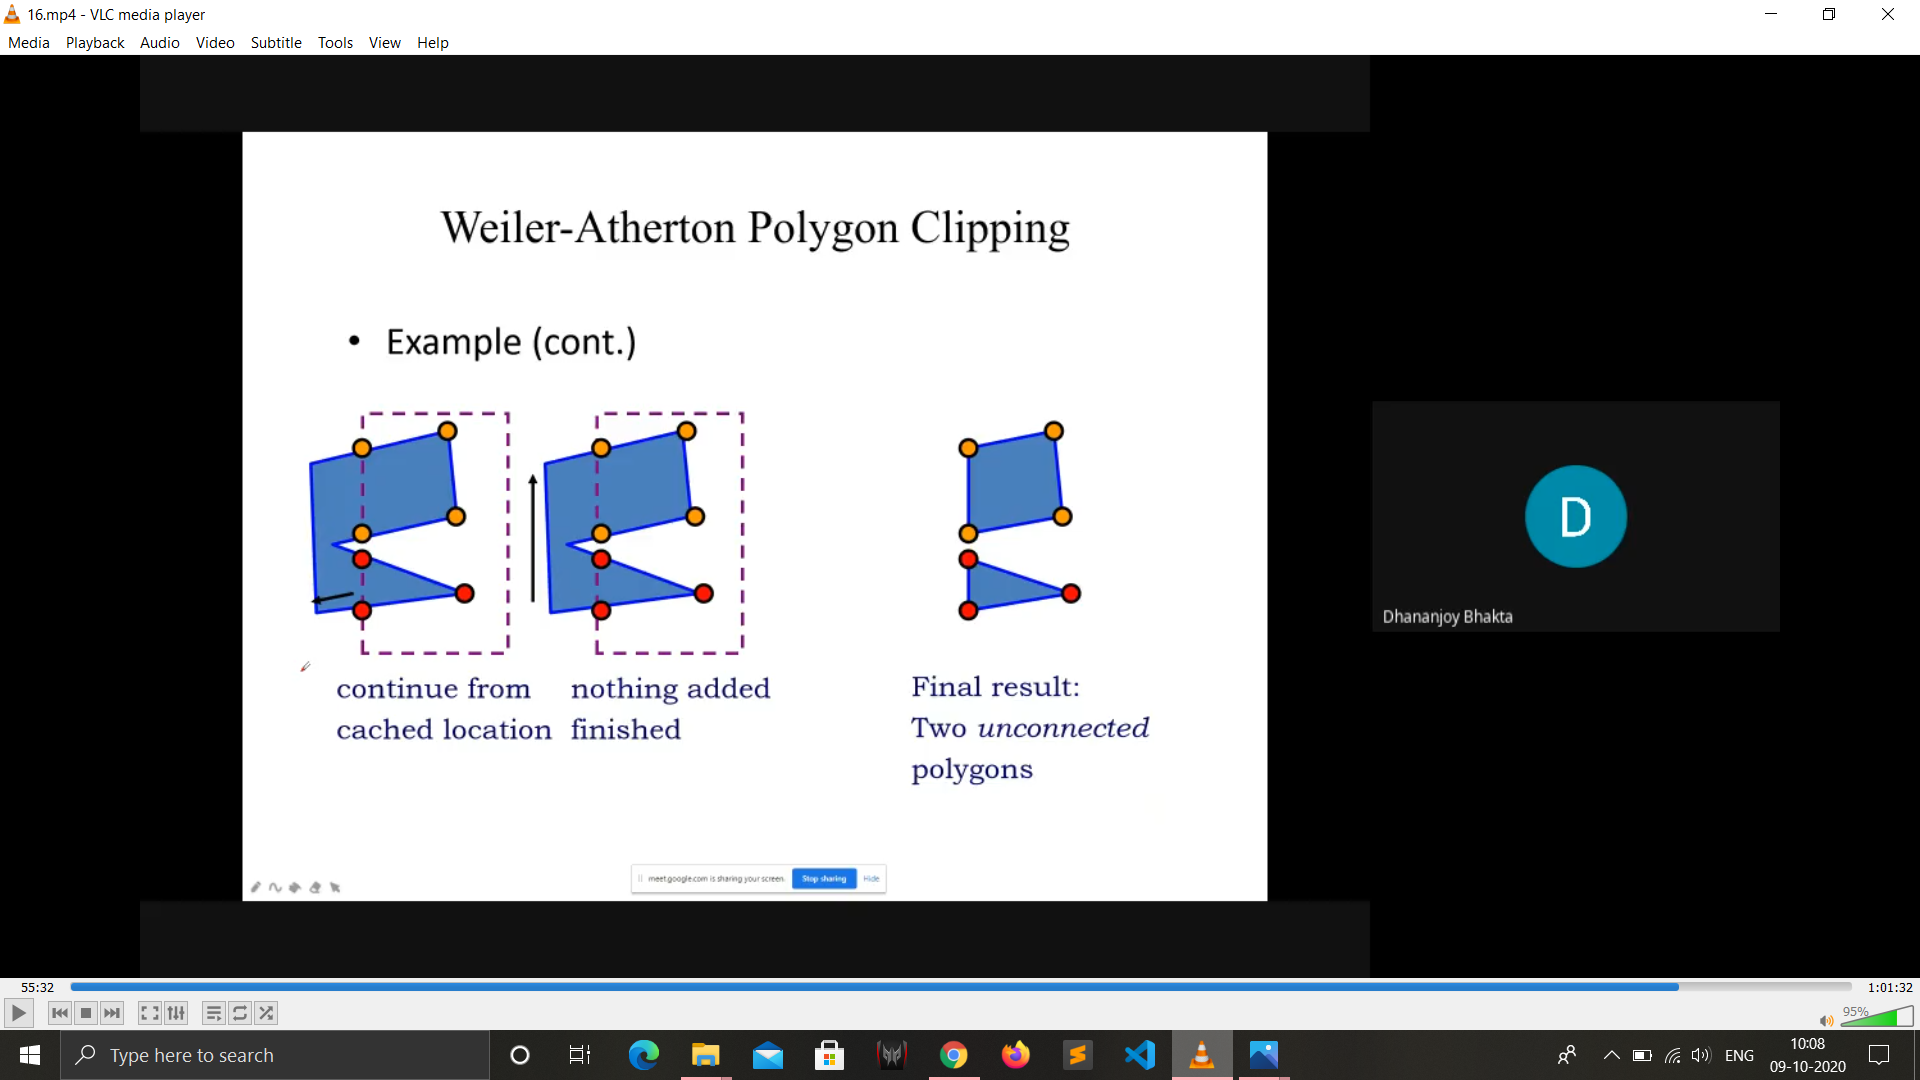 16.mp4 - VLC media player
Media Playback Audio Video Subtitle Tools View Help
Weiler-Atherton Polygon Clipping
• Example (cont.)
continue from
cached location
nothing added
finished
Final result:
Two unconnected
polygons
meet.google.com is sharing your screen. Stop sharing Hide
D
Dhananjoy Bhakta
55:32
1:01:32
95%
Type here to search
ENG
10:08
09-10-2020